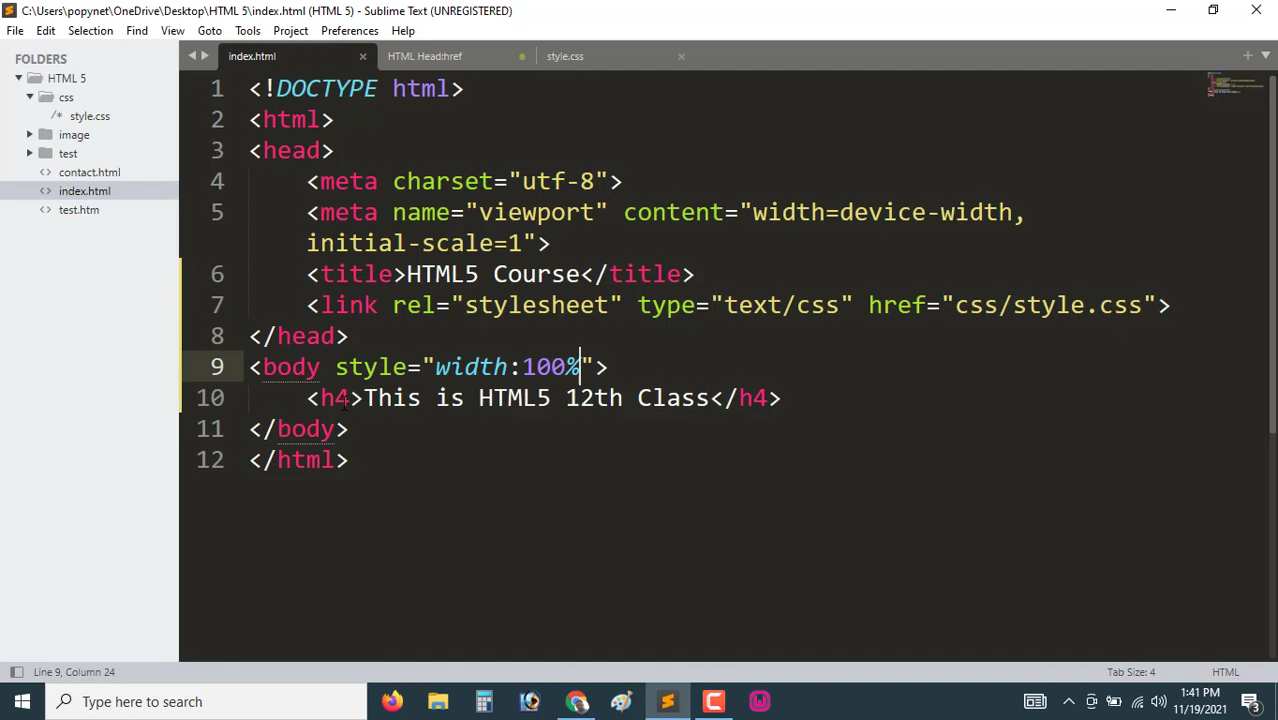 C:\Users\popynet\OneDrive\Desktop\HTML 5\index.html (HTML 5) - Sublime Text (UNREGISTERED)
File Edit Selection Find View Goto Tools Project Preferences Help
FOLDERS
HTML 5
css
style.css
image
test
contact.html
index.html
test.htm
index.html HTML Head:href style.css
1 <!DOCTYPE html>
2 <html>
3 <head>
4 <meta charset="utf-8">
5 <meta name="viewport" content="width=device-width,
initial-scale=1">
6 <title>HTML5 Course</title>
7 <link rel="stylesheet" type="text/css" href="css/style.css">
8 </head>
9 <body style="width:100%">
10 <h4>This is HTML5 12th Class</h4>
11 </body>
12 </html>
Line 9, Column 24 Tab Size: 4 HTML
Type here to search
1:41 PM
11/19/2021
3